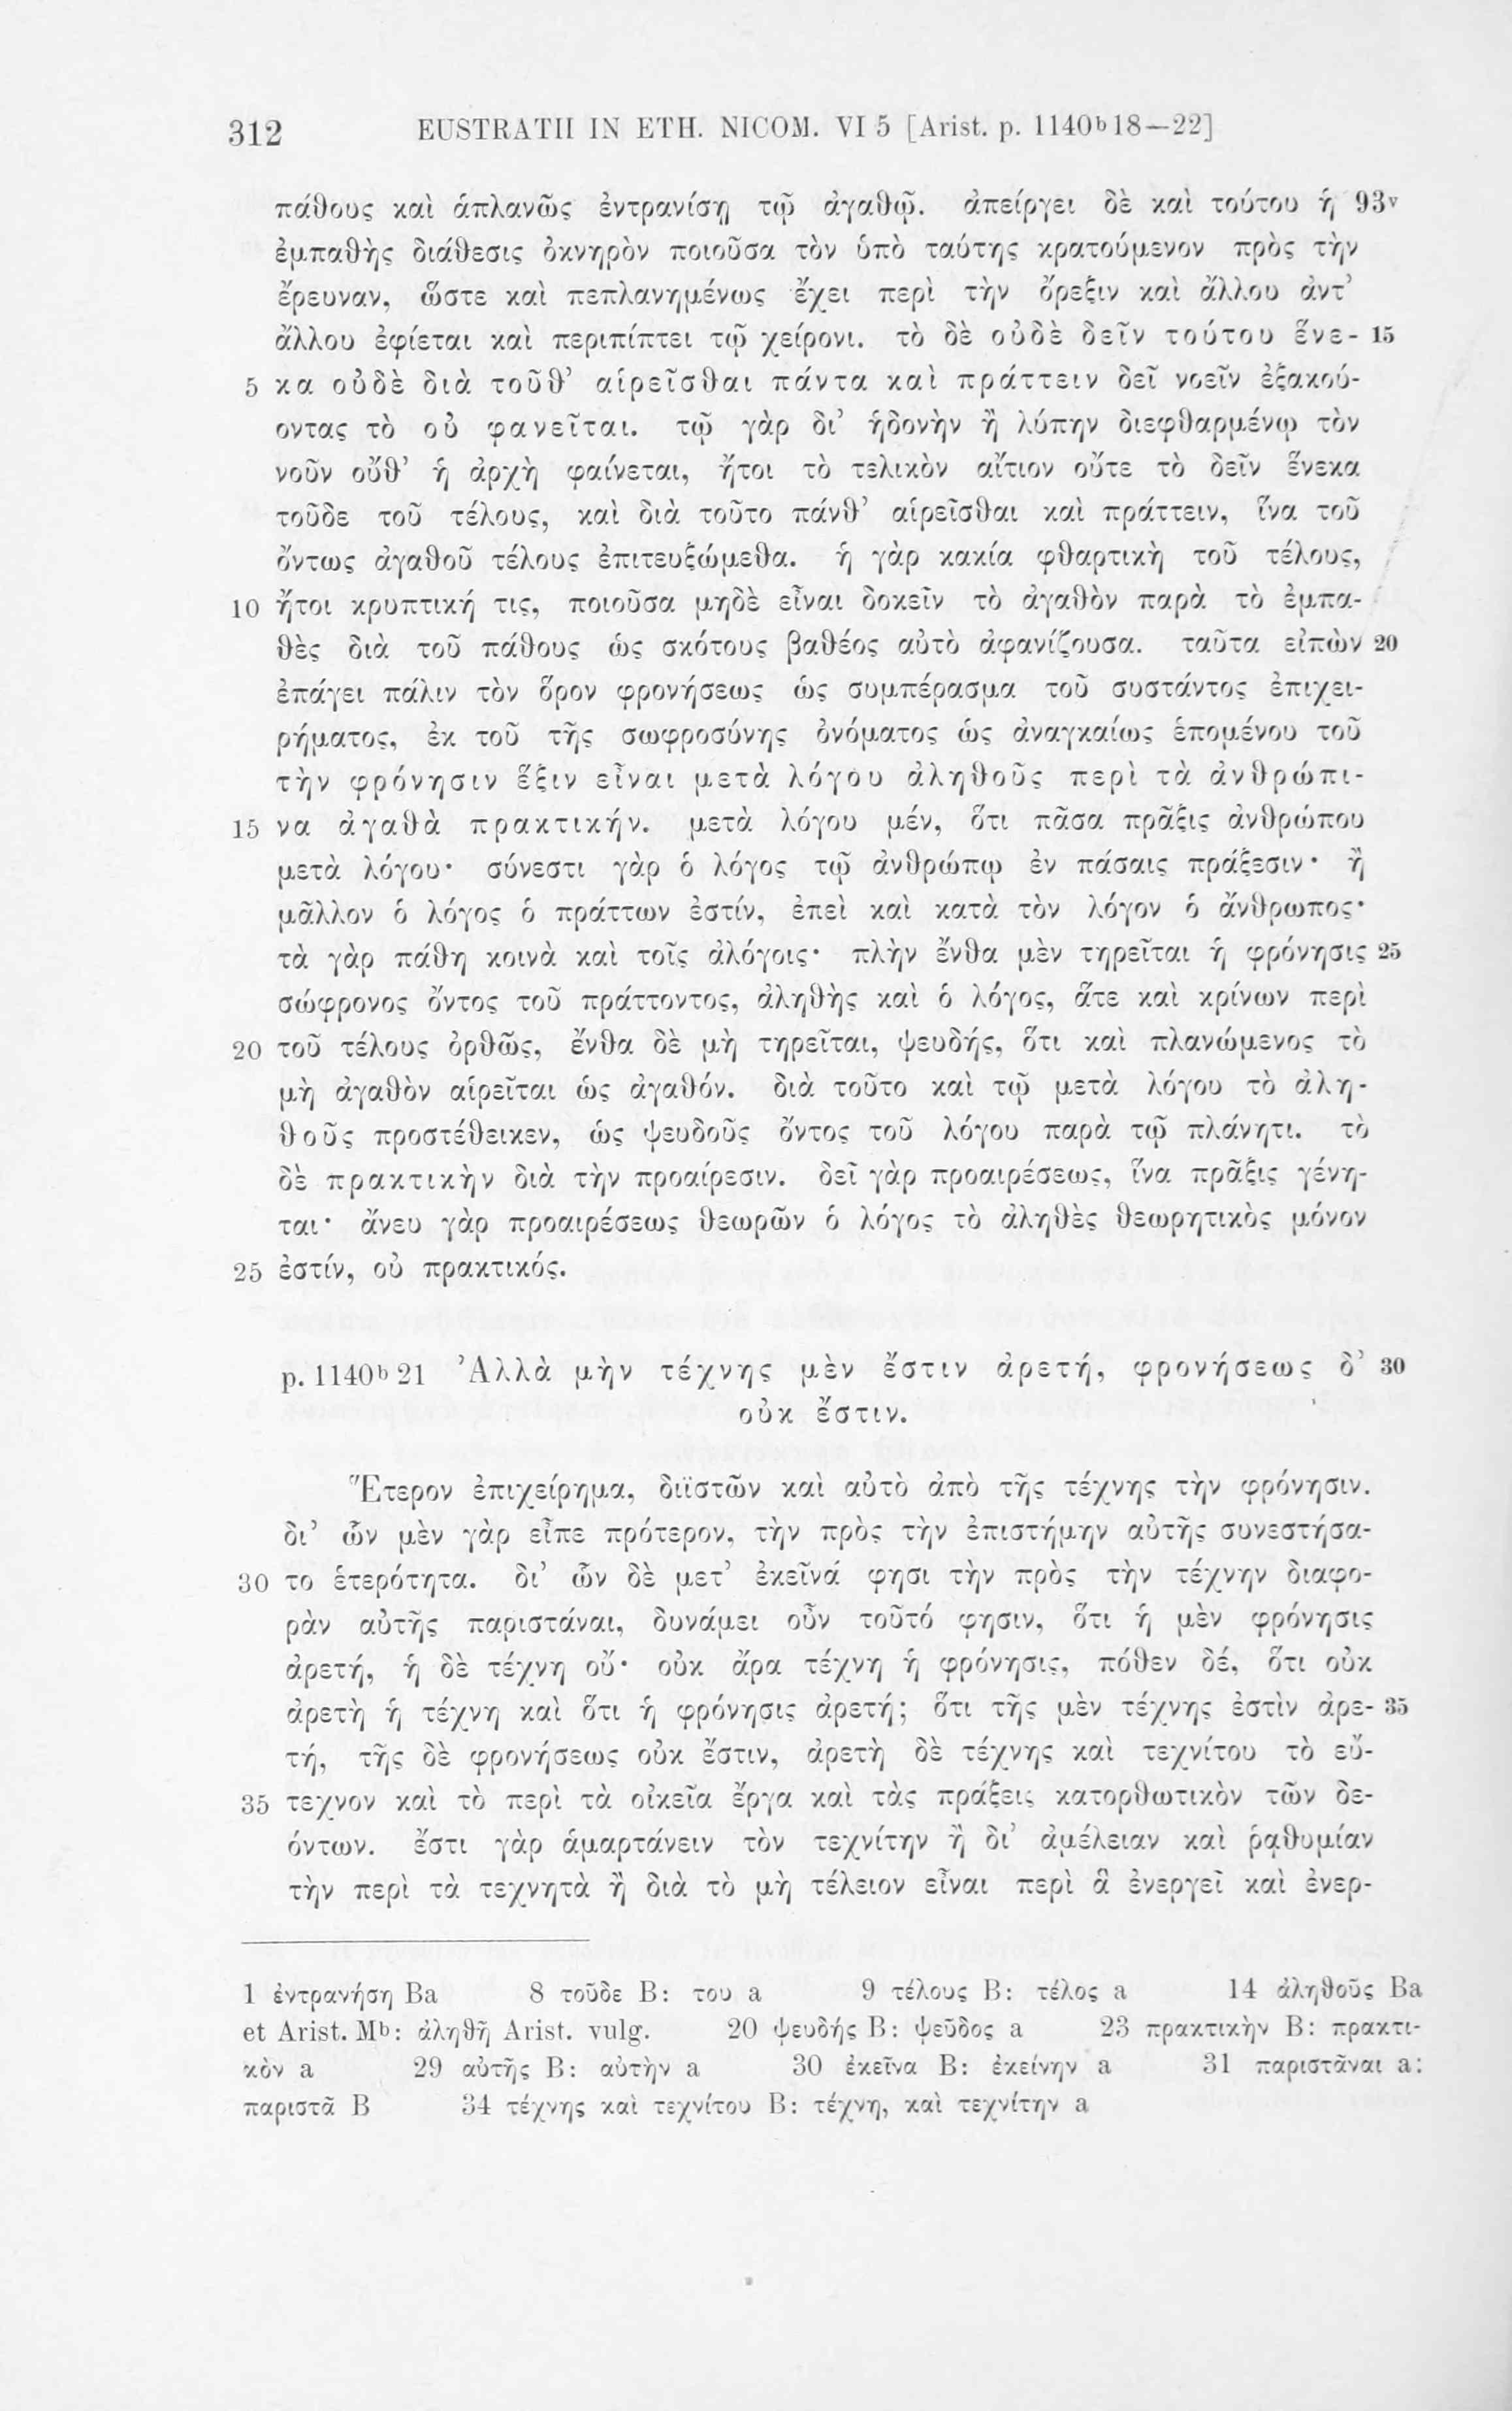 312 EUSTRATII IN ETH. NICOM. VI 5 [Arist. p. 1140ᵇ18—22]
πάθους καὶ ἁπλανῶς ἐντρανίσῃ τῷ ἀγαθῷ. ἀπείργει δὲ καὶ τούτου ἡ 93ᵛ
ἐμπαθὴς διάθεσις ὀκνηρὸν ποιοῦσα τὸν ὑπὸ ταύτης κρατούμενον πρὸς τὴν
ἔρευναν, ὥστε καὶ πεπλανημένως ἔχει περὶ τὴν ὄρεξιν καὶ ἄλλου ἀντ’
ἄλλου ἐφίεται καὶ περιπίπτει τῷ χείρονι. τὸ δὲ οὐδὲ δεῖν τούτου ἕνε- 15
5 κα οὐδὲ διὰ τοῦθ’ αἱρεῖσθαι πάντα καὶ πράττειν δεῖ νοεῖν ἐξακού-
οντας τὸ οὐ φανεῖται. τῷ γὰρ δι’ ἡδονὴν ἢ λύπην διεφθαρμένῳ τὸν
νοῦν οὔθ’ ἡ ἀρχὴ φαίνεται, ἤτοι τὸ τελικὸν αἴτιον οὔτε τὸ δεῖν ἕνεκα
τοῦδε τοῦ τέλους, καὶ διὰ τοῦτο πάνθ’ αἱρεῖσθαι καὶ πράττειν, ἵνα τοῦ
ὄντως ἀγαθοῦ τέλους ἐπιτευξώμεθα. ἡ γὰρ κακία φθαρτικὴ τοῦ τέλους,
10 ἤτοι κρυπτική τις, ποιοῦσα μηδὲ εἶναι δοκεῖν τὸ ἀγαθὸν παρὰ τὸ ἐμπα-
θὲς διὰ τοῦ πάθους ὡς σκότους βαθέος αὐτὸ ἀφανίζουσα. ταῦτα εἰπὼν 20
ἐπάγει πάλιν τὸν ὅρον φρονήσεως ὡς συμπέρασμα τοῦ συστάντος ἐπιχει-
ρήματος, ἐκ τοῦ τῆς σωφροσύνης ὀνόματος ὡς ἀναγκαίως ἑπομένου τοῦ
τὴν φρόνησιν ἕξιν εἶναι μετὰ λόγου ἀληθοῦς περὶ τὰ ἀνθρώπι-
15 να ἀγαθὰ πρακτικήν. μετὰ λόγου μέν, ὅτι πᾶσα πρᾶξις ἀνθρώπου
μετὰ λόγου· σύνεστι γὰρ ὁ λόγος τῷ ἀνθρώπῳ ἐν πάσαις πράξεσιν· ἢ
μᾶλλον ὁ λόγος ὁ πράττων ἐστίν, ἐπεὶ καὶ κατὰ τὸν λόγον ὁ ἄνθρωπος·
τὰ γὰρ πάθη κοινὰ καὶ τοῖς ἀλόγοις· πλὴν ἔνθα μὲν τηρεῖται ἡ φρόνησις 25
σώφρονος ὄντος τοῦ πράττοντος, ἀληθὴς καὶ ὁ λόγος, ἅτε καὶ κρίνων περὶ
20 τοῦ τέλους ὀρθῶς, ἔνθα δὲ μὴ τηρεῖται, ψευδής, ὅτι καὶ πλανώμενος τὸ
μὴ ἀγαθὸν αἱρεῖται ὡς ἀγαθόν. διὰ τοῦτο καὶ τῷ μετὰ λόγου τὸ ἀλη-
θοῦς προστέθεικεν, ὡς ψευδοῦς ὄντος τοῦ λόγου παρὰ τῷ πλάνητι. τὸ
δὲ πρακτικὴν διὰ τὴν προαίρεσιν. δεῖ γὰρ προαιρέσεως, ἵνα πρᾶξις γένη-
ται· ἄνευ γὰρ προαιρέσεως θεωρῶν ὁ λόγος τὸ ἀληθὲς θεωρητικὸς μόνον
25 ἐστίν, οὐ πρακτικός.
p. 1140ᵇ 21 Ἀλλὰ μὴν τέχνης μὲν ἔστιν ἀρετή, φρονήσεως δ’ 30
οὐκ ἔστιν.
Ἕτερον ἐπιχείρημα, διϊστῶν καὶ αὐτὸ ἀπὸ τῆς τέχνης τὴν φρόνησιν.
δι’ ὧν μὲν γὰρ εἶπε πρότερον, τὴν πρὸς τὴν ἐπιστήμην αὐτῆς συνεστήσα-
30 το ἑτερότητα. δι’ ὧν δὲ μετ’ ἐκεῖνά φησι τὴν πρὸς τὴν τέχνην διαφο-
ρὰν αὐτῆς παριστάναι, δυνάμει οὖν τοῦτό φησιν, ὅτι ἡ μὲν φρόνησις
ἀρετή, ἡ δὲ τέχνη οὔ· οὐκ ἄρα τέχνη ἡ φρόνησις, πόθεν δέ, ὅτι οὐκ
ἀρετὴ ἡ τέχνη καὶ ὅτι ἡ φρόνησις ἀρετή; ὅτι τῆς μὲν τέχνης ἐστὶν ἀρε- 35
τή, τῆς δὲ φρονήσεως οὐκ ἔστιν, ἀρετὴ δὲ τέχνης καὶ τεχνίτου τὸ εὔ-
35 τεχνον καὶ τὸ περὶ τὰ οἰκεῖα ἔργα καὶ τὰς πράξεις κατορθωτικὸν τῶν δε-
όντων. ἔστι γὰρ ἁμαρτάνειν τὸν τεχνίτην ἢ δι’ ἀμέλειαν καὶ ῥαθυμίαν
τὴν περὶ τὰ τεχνητὰ ἢ διὰ τὸ μὴ τέλειον εἶναι περὶ ἃ ἐνεργεῖ καὶ ἐνερ-
1 ἐντρανήση Ba 8 τοῦδε B: του a 9 τέλους B: τέλος a 14 ἀληθοῦς Ba
et Arist. Mᵇ: ἀληθῆ Arist. vulg. 20 ψευδής B: ψεῦδος a 23 πρακτικὴν B: πρακτι-
κὸν a 29 αὐτῆς B: αὐτὴν a 30 ἐκεῖνα B: ἐκείνην a 31 παριστᾶναι a:
παριστᾶ B 34 τέχνης καὶ τεχνίτου B: τέχνη, καὶ τεχνίτην a